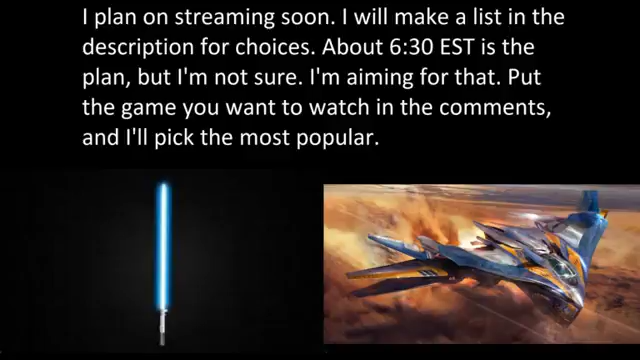 I plan on streaming soon. I will make a list in the
description for choices. About 6:30 EST is the
plan, but I'm not sure. I'm aiming for that. Put
the game you want to watch in the comments,
and I'll pick the most popular.